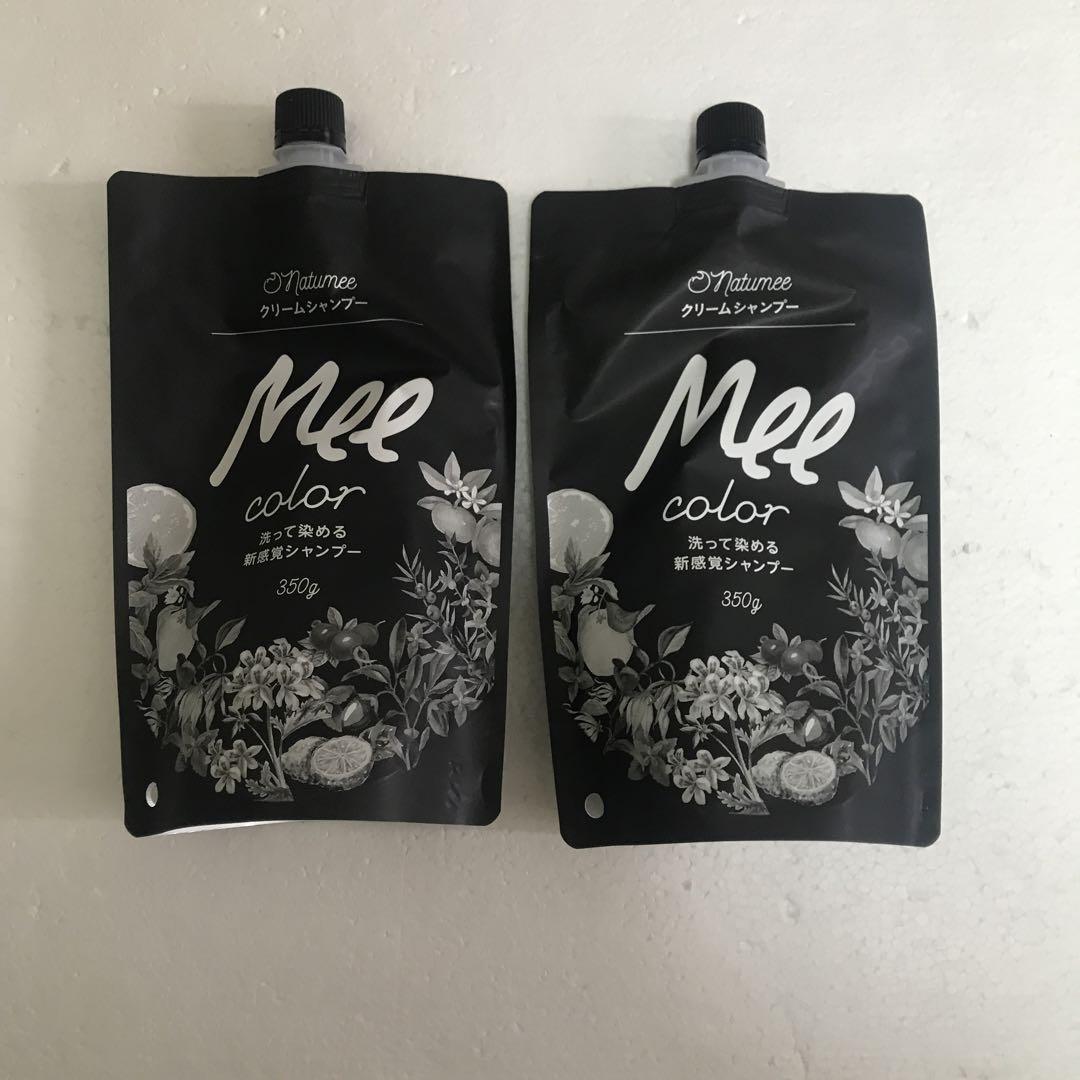 Natumee
クリームシャンプー
Mee
color
洗って染める
新感覚シャンプー
350g
Natumee
クリームシャンプー
Mee
color
洗って染める
新感覚シャンプー
350g